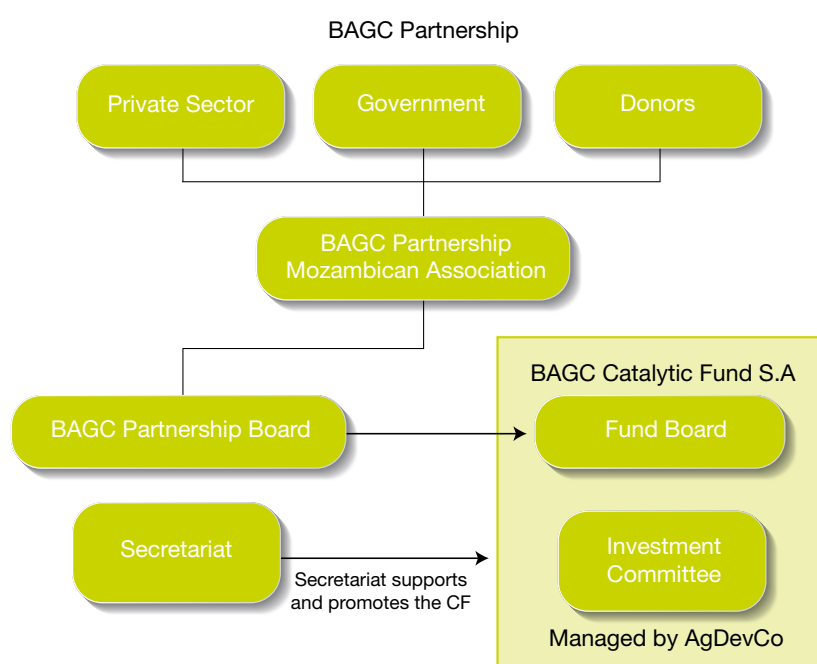 BAGC Partnership
Private Sector
Government
Donors
BAGC Partnership
Mozambican Association
BAGC Catalytic Fund S.A
BAGC Partnership Board
Fund Board
Secretariat
Secretariat supports
and promotes the CF
Investment
Committee
Managed by AgDevCo